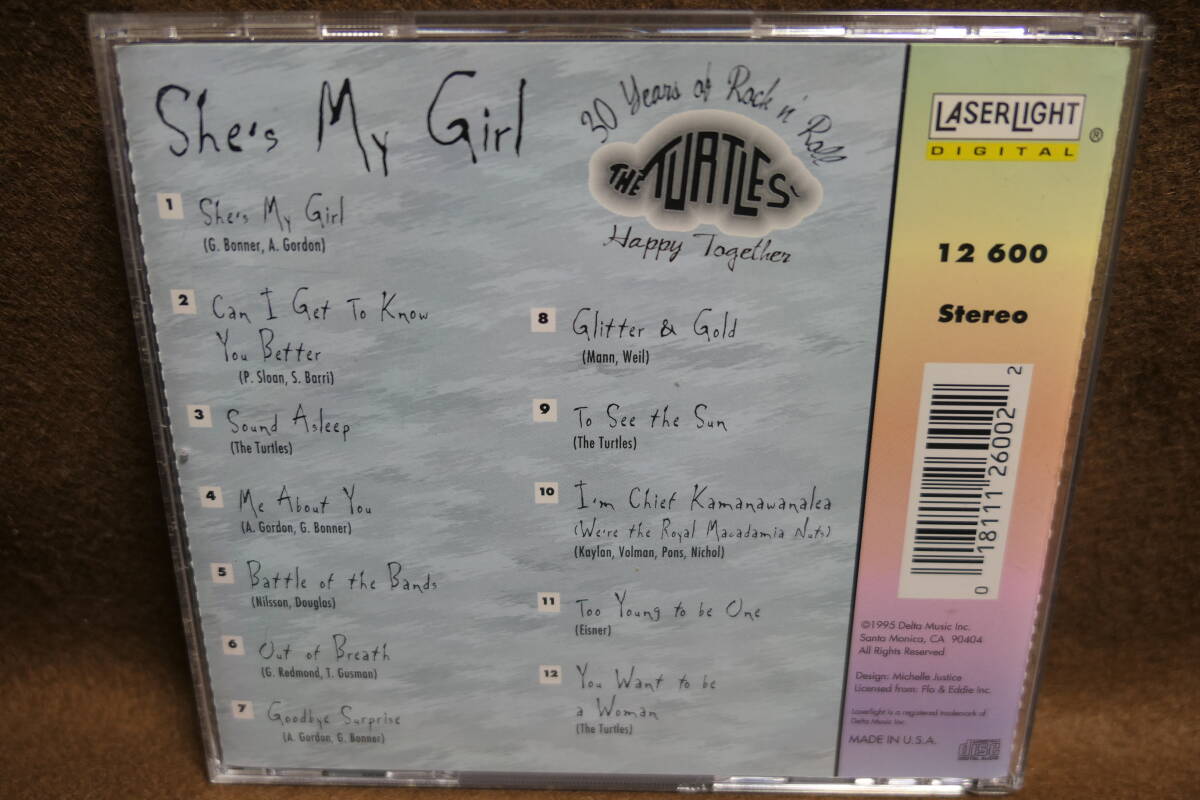 She's My Girl
30 Years of Rock n' Roll
THE TURTLES
Happy Together
1 She's My Girl
(G. Bonner, A. Gordon)
2 Can I Get To Know
You Better
(P. Sloan, S. Barri)
3 Sound Asleep
(The Turtles)
4 Me About You
(A. Gordon, G. Bonner)
5 Battle of the Bands
(Nilsson, Douglas)
6 Out of Breath
(G. Redmond, T. Gusman)
7 Goodbye Surprise
(A. Gordon, G. Bonner)
8 Glitter & Gold
(Mann, Weil)
9 To See the Sun
(The Turtles)
10 I'm Chief Kamanawanalea
(We're the Royal Macadamia Nuts)
(Kaylan, Volman, Pons, Nichol)
11 Too Young to be One
(Eisner)
12 You Want to be
a Woman
(The Turtles)
LASERLIGHT ®
DIGITAL
12 600
Stereo
0 18111 26002 2
©1995 Delta Music Inc.
Santa Monica, CA 90404
All Rights Reserved
Design: Michelle Justice
Licensed from: Flo & Eddie Inc.
Laserlight is a registered trademark of
Delta Music Inc.
MADE IN U.S.A.
COMPACT
disc
DIGITAL AUDIO